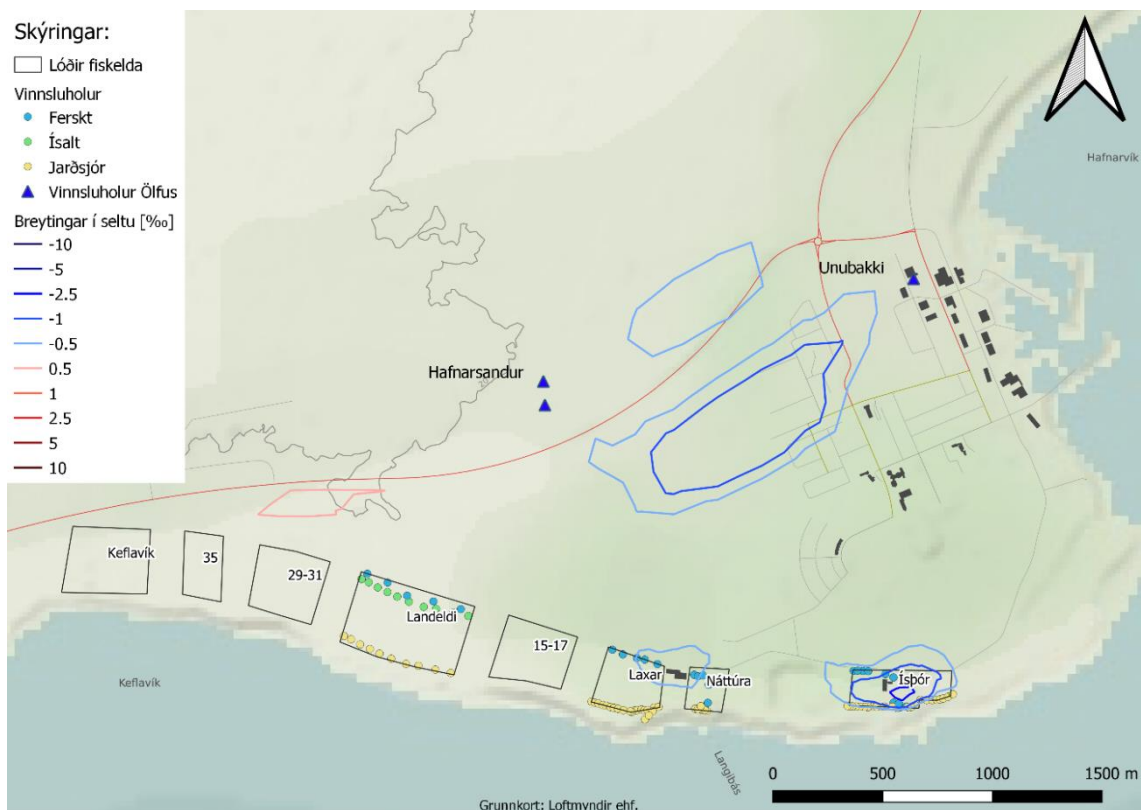 Skýringar:
Lóðir fiskelda
Vinnsluholur
Ferskt
Ísalt
Jarðsjór
Vinnsluholur Ölfus
Breytingar í seltu [‰]
-10
-5
-2.5
-1
-0.5
0.5
1
2.5
5
10
Hafnarvík
Unubakki
Hafnarsandur
Keflavík
35
29-31
Landeldi
15-17
Laxar
Náttúra
Ísþór
Keflavík
Langibás
0 500 1000 1500 m
Grunnkort: Loftmyndir ehf.